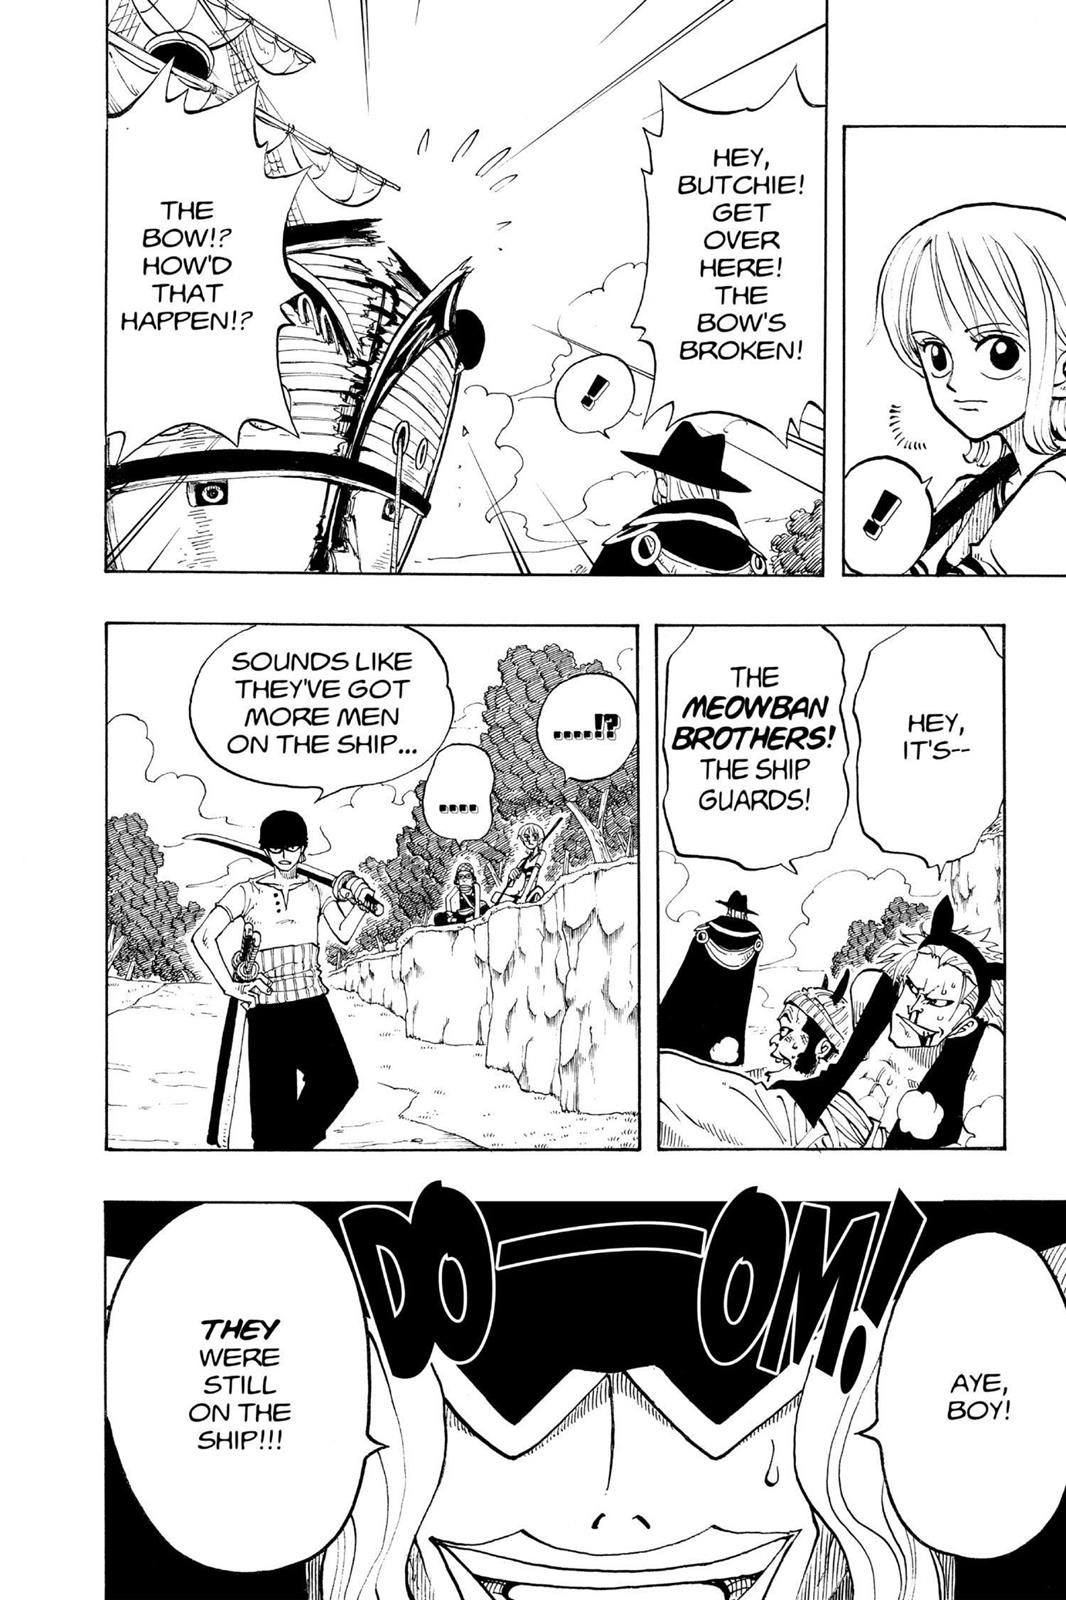 !
HEY,
BUTCHIE!
GET
OVER
HERE!
THE
BOW'S
BROKEN!
!
THE
BOW!?
HOW'D
THAT
HAPPEN!?
HEY,
IT'S--
THE
MEOWBAN
BROTHERS!
THE SHIP
GUARDS!
.....!?
....
SOUNDS LIKE
THEY'VE GOT
MORE MEN
ON THE SHIP...
DO—OM!
AYE,
BOY!
THEY
WERE
STILL
ON THE
SHIP!!!